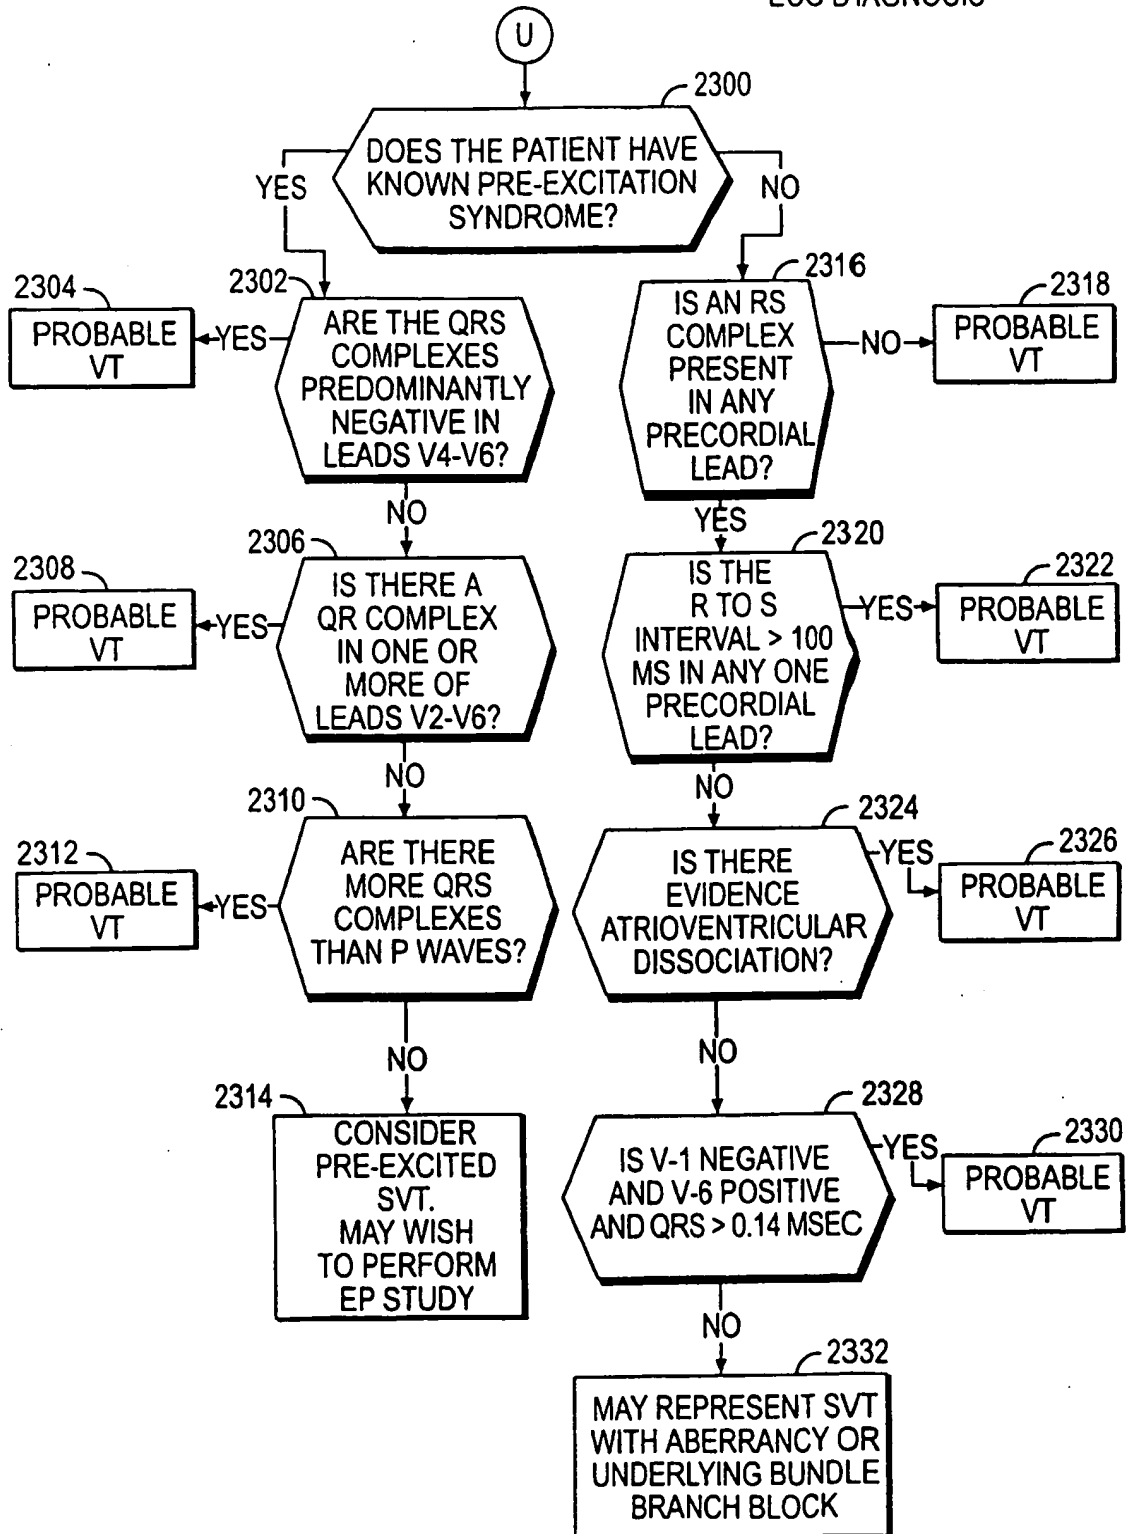 U
2300
DOES THE PATIENT HAVE
KNOWN PRE-EXCITATION
SYNDROME?
YES
NO
2302
ARE THE QRS
COMPLEXES
PREDOMINANTLY
NEGATIVE IN
LEADS V4-V6?
YES
2304
PROBABLE
VT
NO
2306
IS THERE A
QR COMPLEX
IN ONE OR
MORE OF
LEADS V2-V6?
YES
2308
PROBABLE
VT
NO
2310
ARE THERE
MORE QRS
COMPLEXES
THAN P WAVES?
YES
2312
PROBABLE
VT
NO
2314
CONSIDER
PRE-EXCITED
SVT.
MAY WISH
TO PERFORM
EP STUDY
2316
IS AN RS
COMPLEX
PRESENT
IN ANY
PRECORDIAL
LEAD?
NO
2318
PROBABLE
VT
YES
2320
IS THE
R TO S
INTERVAL > 100
MS IN ANY ONE
PRECORDIAL
LEAD?
YES
2322
PROBABLE
VT
NO
2324
IS THERE
EVIDENCE
ATRIOVENTRICULAR
DISSOCIATION?
YES
2326
PROBABLE
VT
NO
2328
IS V-1 NEGATIVE
AND V-6 POSITIVE
AND QRS > 0.14 MSEC
YES
2330
PROBABLE
VT
NO
2332
MAY REPRESENT SVT
WITH ABERRANCY OR
UNDERLYING BUNDLE
BRANCH BLOCK